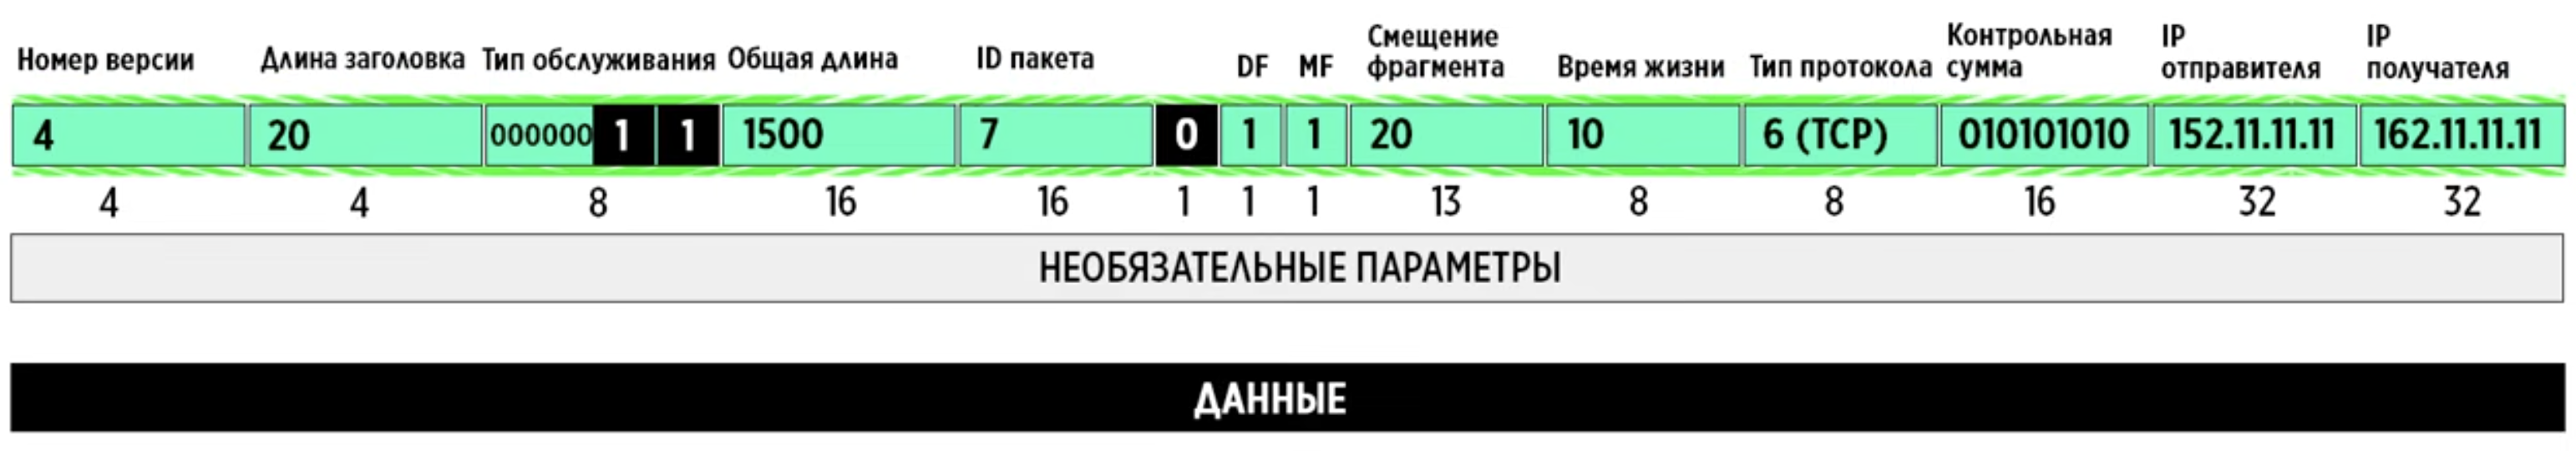 Номер версии Длина заголовка Тип обслуживания Общая длина ID пакета DF MF Смещение фрагмента Время жизни Тип протокола Контрольная сумма IP отправителя IP получателя
4 20 000000 1 1 1500 7 0 1 1 20 10 6 (TCP) 010101010 152.11.11.11 162.11.11.11
4 4 8 16 16 1 1 1 13 8 8 16 32 32
НЕОБЯЗАТЕЛЬНЫЕ ПАРАМЕТРЫ
ДАННЫЕ